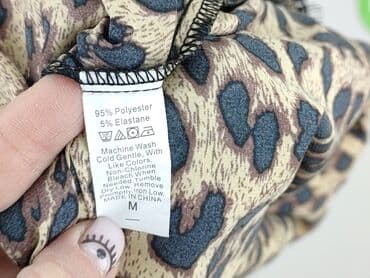 95% Polyester
5% Elastane
Machine Wash
Cold Gentle, With
Like Colors,
Non-Chlorine
Bleach When
Needed Tumble
Dry Low. Remove
Promptly. Iron Low.
MADE IN CHINA
M